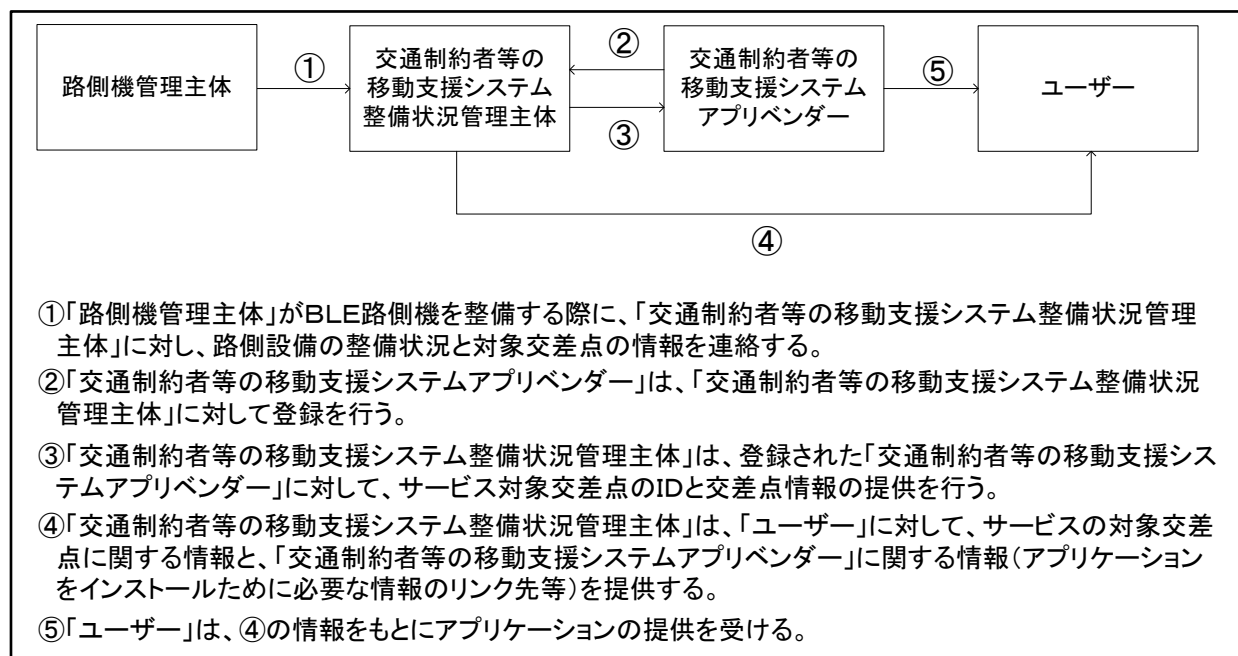 路側機管理主体
①
交通制約者等の
移動支援システム
整備状況管理主体
②
③
交通制約者等の
移動支援システム
アプリベンダー
⑤
ユーザー
④
①「路側機管理主体」がBLE路側機を整備する際に、「交通制約者等の移動支援システム整備状況管理
主体」に対し、路側設備の整備状況と対象交差点の情報を連絡する。
②「交通制約者等の移動支援システムアプリベンダー」は、「交通制約者等の移動支援システム整備状況
管理主体」に対して登録を行う。
③「交通制約者等の移動支援システム整備状況管理主体」は、登録された「交通制約者等の移動支援シス
テムアプリベンダー」に対して、サービス対象交差点のIDと交差点情報の提供を行う。
④「交通制約者等の移動支援システム整備状況管理主体」は、「ユーザー」に対して、サービスの対象交差
点に関する情報と、「交通制約者等の移動支援システムアプリベンダー」に関する情報(アプリケーション
をインストールために必要な情報のリンク先等)を提供する。
⑤「ユーザー」は、④の情報をもとにアプリケーションの提供を受ける。